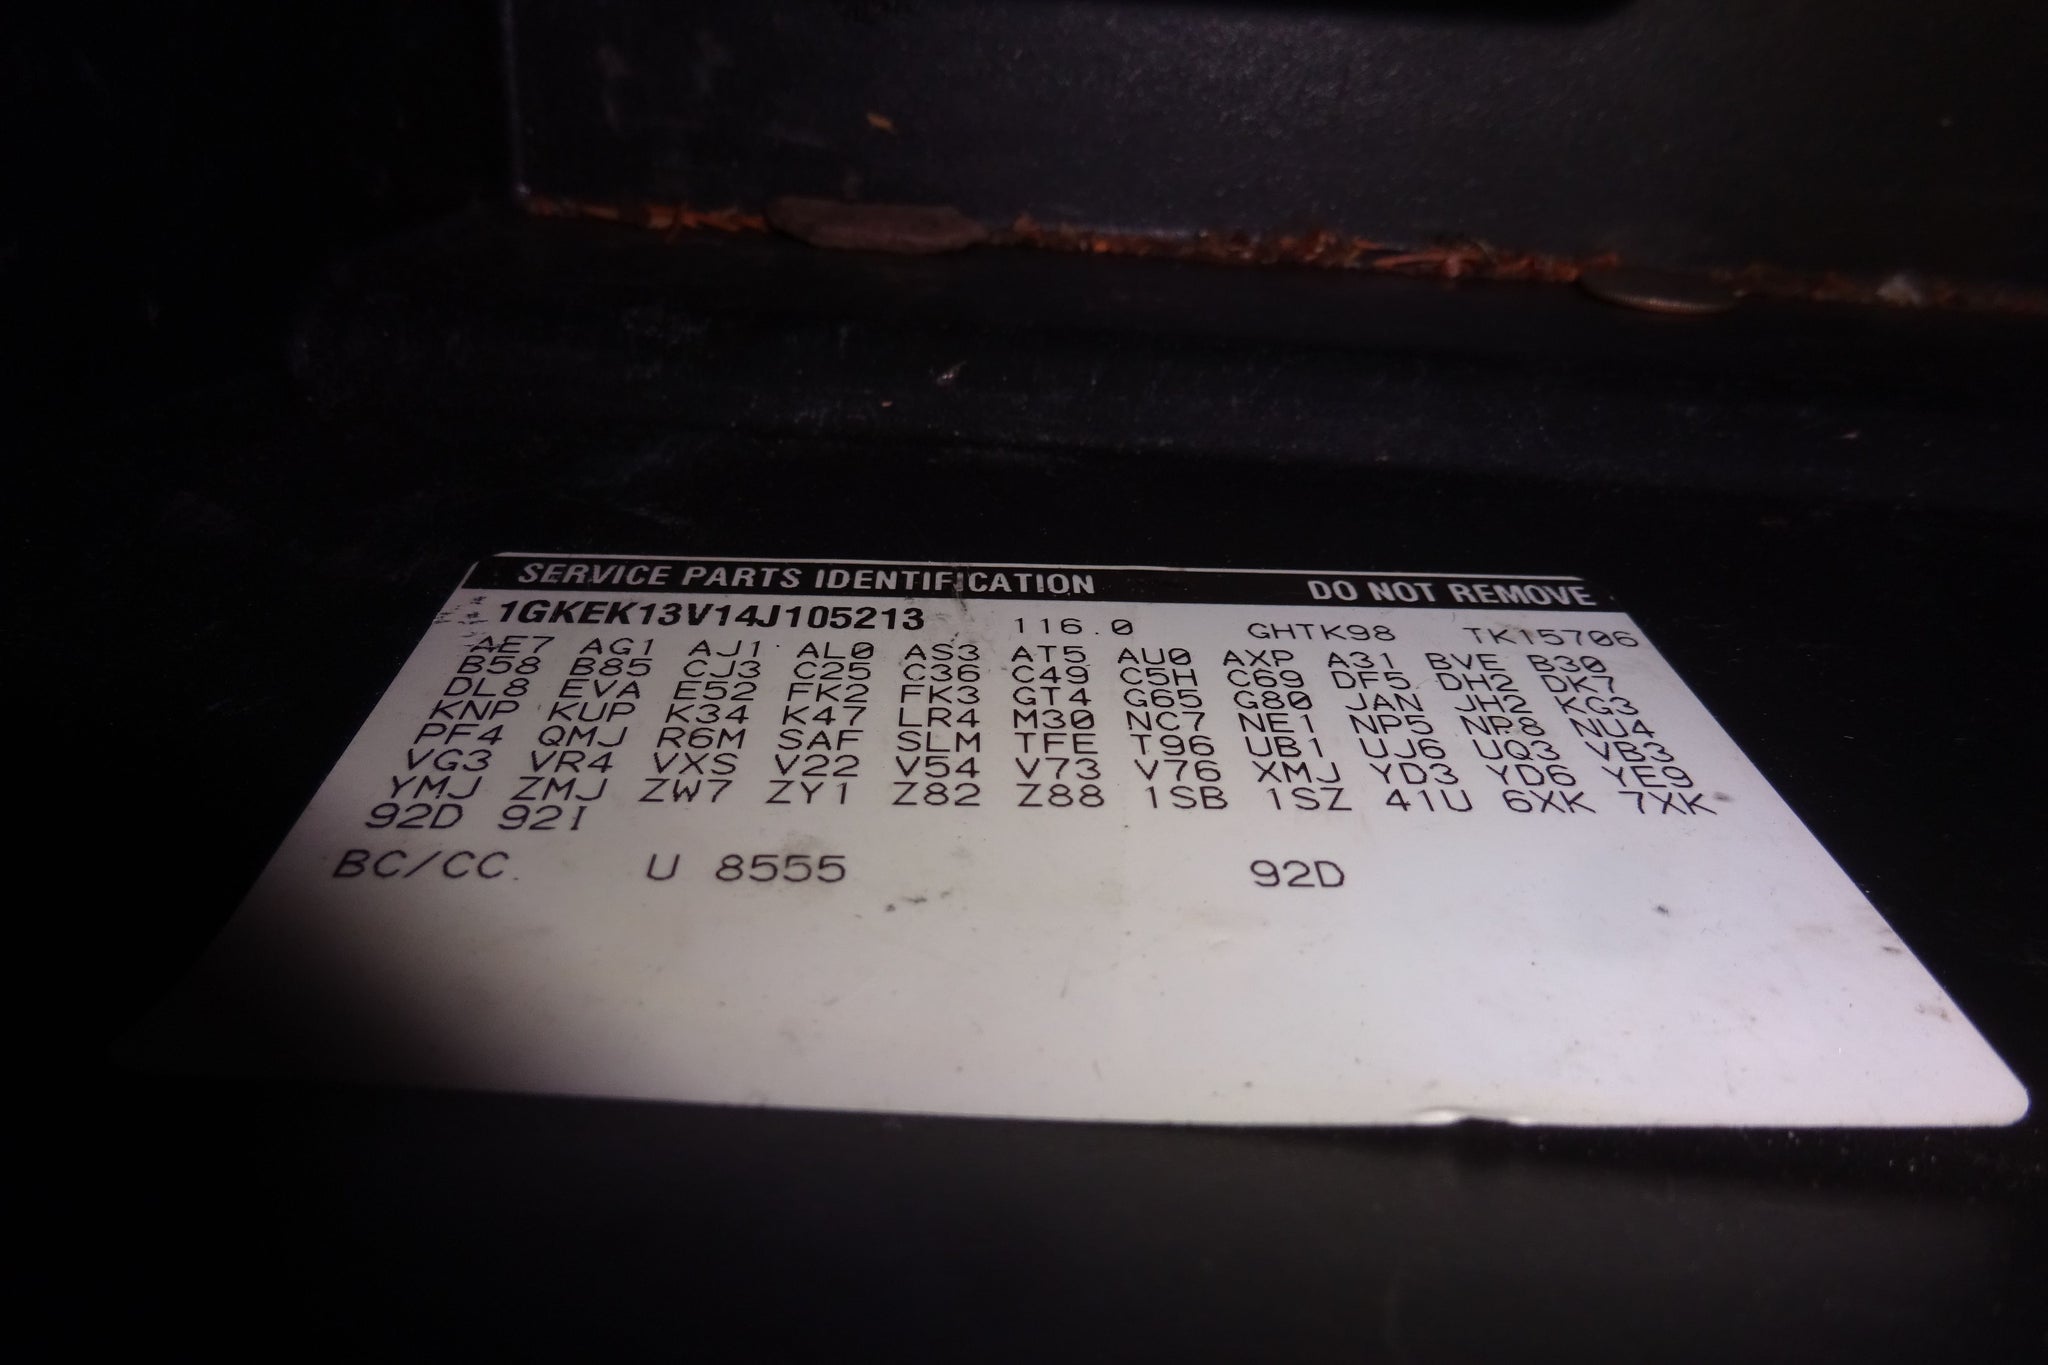 SERVICE PARTS IDENTIFICATION DO NOT REMOVE
1GKEK13V14J105213 116.0 GHTK98 TK15706
AE7 AG1 AJ1 AL0 AS3 AT5 AU0 AXP A31 BVE B30
B58 B85 CJ3 C25 C36 C49 C5H C69 DF5 DH2 DK7
DL8 EVA E52 FK2 FK3 GT4 G65 G80 JAN JH2 KG3
KNP KUP K34 K47 LR4 M30 NC7 NE1 NP5 NP8 NU4
PF4 QMJ R6M SAF SLM TFE T96 UB1 UJ6 UQ3 VB3
VG3 VR4 VXS V22 V54 V73 V76 XMJ YD3 YD6 YE9
YMJ ZMJ ZW7 ZY1 Z82 Z88 1SB 1SZ 41U 6XK 7XK
92D 92I
BC/CC U 8555 92D